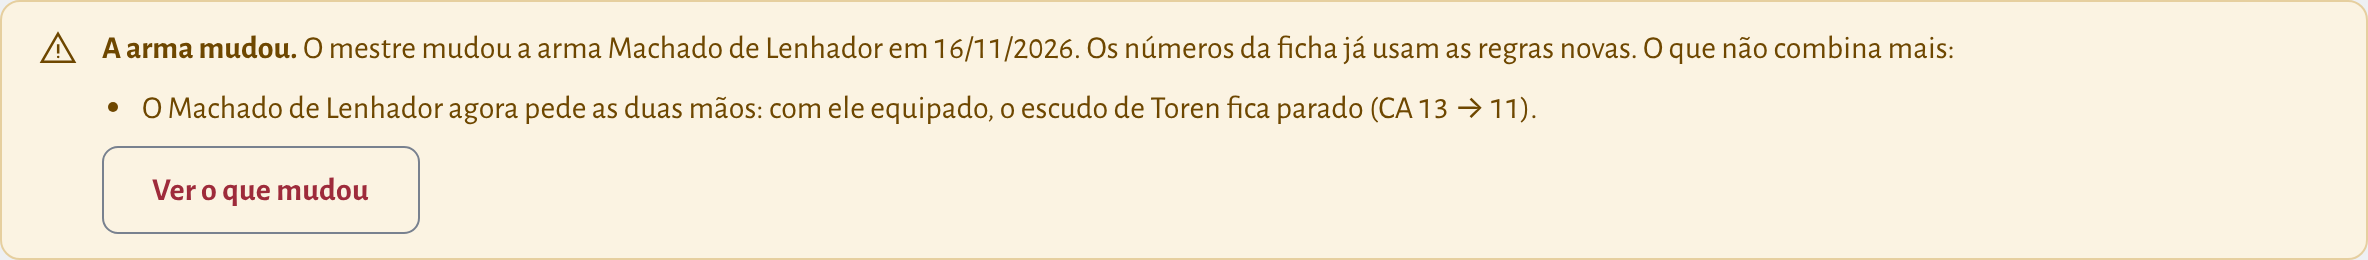 A arma mudou. O mestre mudou a arma Machado de Lenhador em 16/11/2026. Os números da ficha já usam as regras novas. O que não combina mais:
• O Machado de Lenhador agora pede as duas mãos: com ele equipado, o escudo de Toren fica parado (CA 13 → 11).
Ver o que mudou